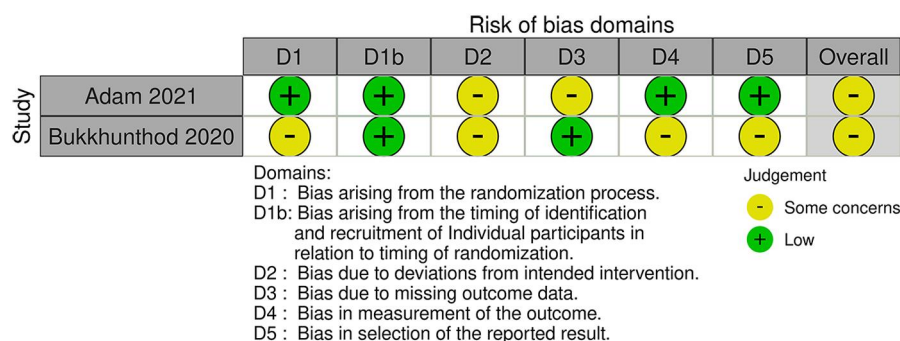 Risk of bias domains
D1 D1b D2 D3 D4 D5 Overall
Study
Adam 2021 + + - - + + -
Bukkhunthod 2020 - + - + - - -
Domains:
D1 : Bias arising from the randomization process.
D1b: Bias arising from the timing of identification
and recruitment of Individual participants in
relation to timing of randomization.
D2 : Bias due to deviations from intended intervention.
D3 : Bias due to missing outcome data.
D4 : Bias in measurement of the outcome.
D5 : Bias in selection of the reported result.
Judgement
- Some concerns
+ Low